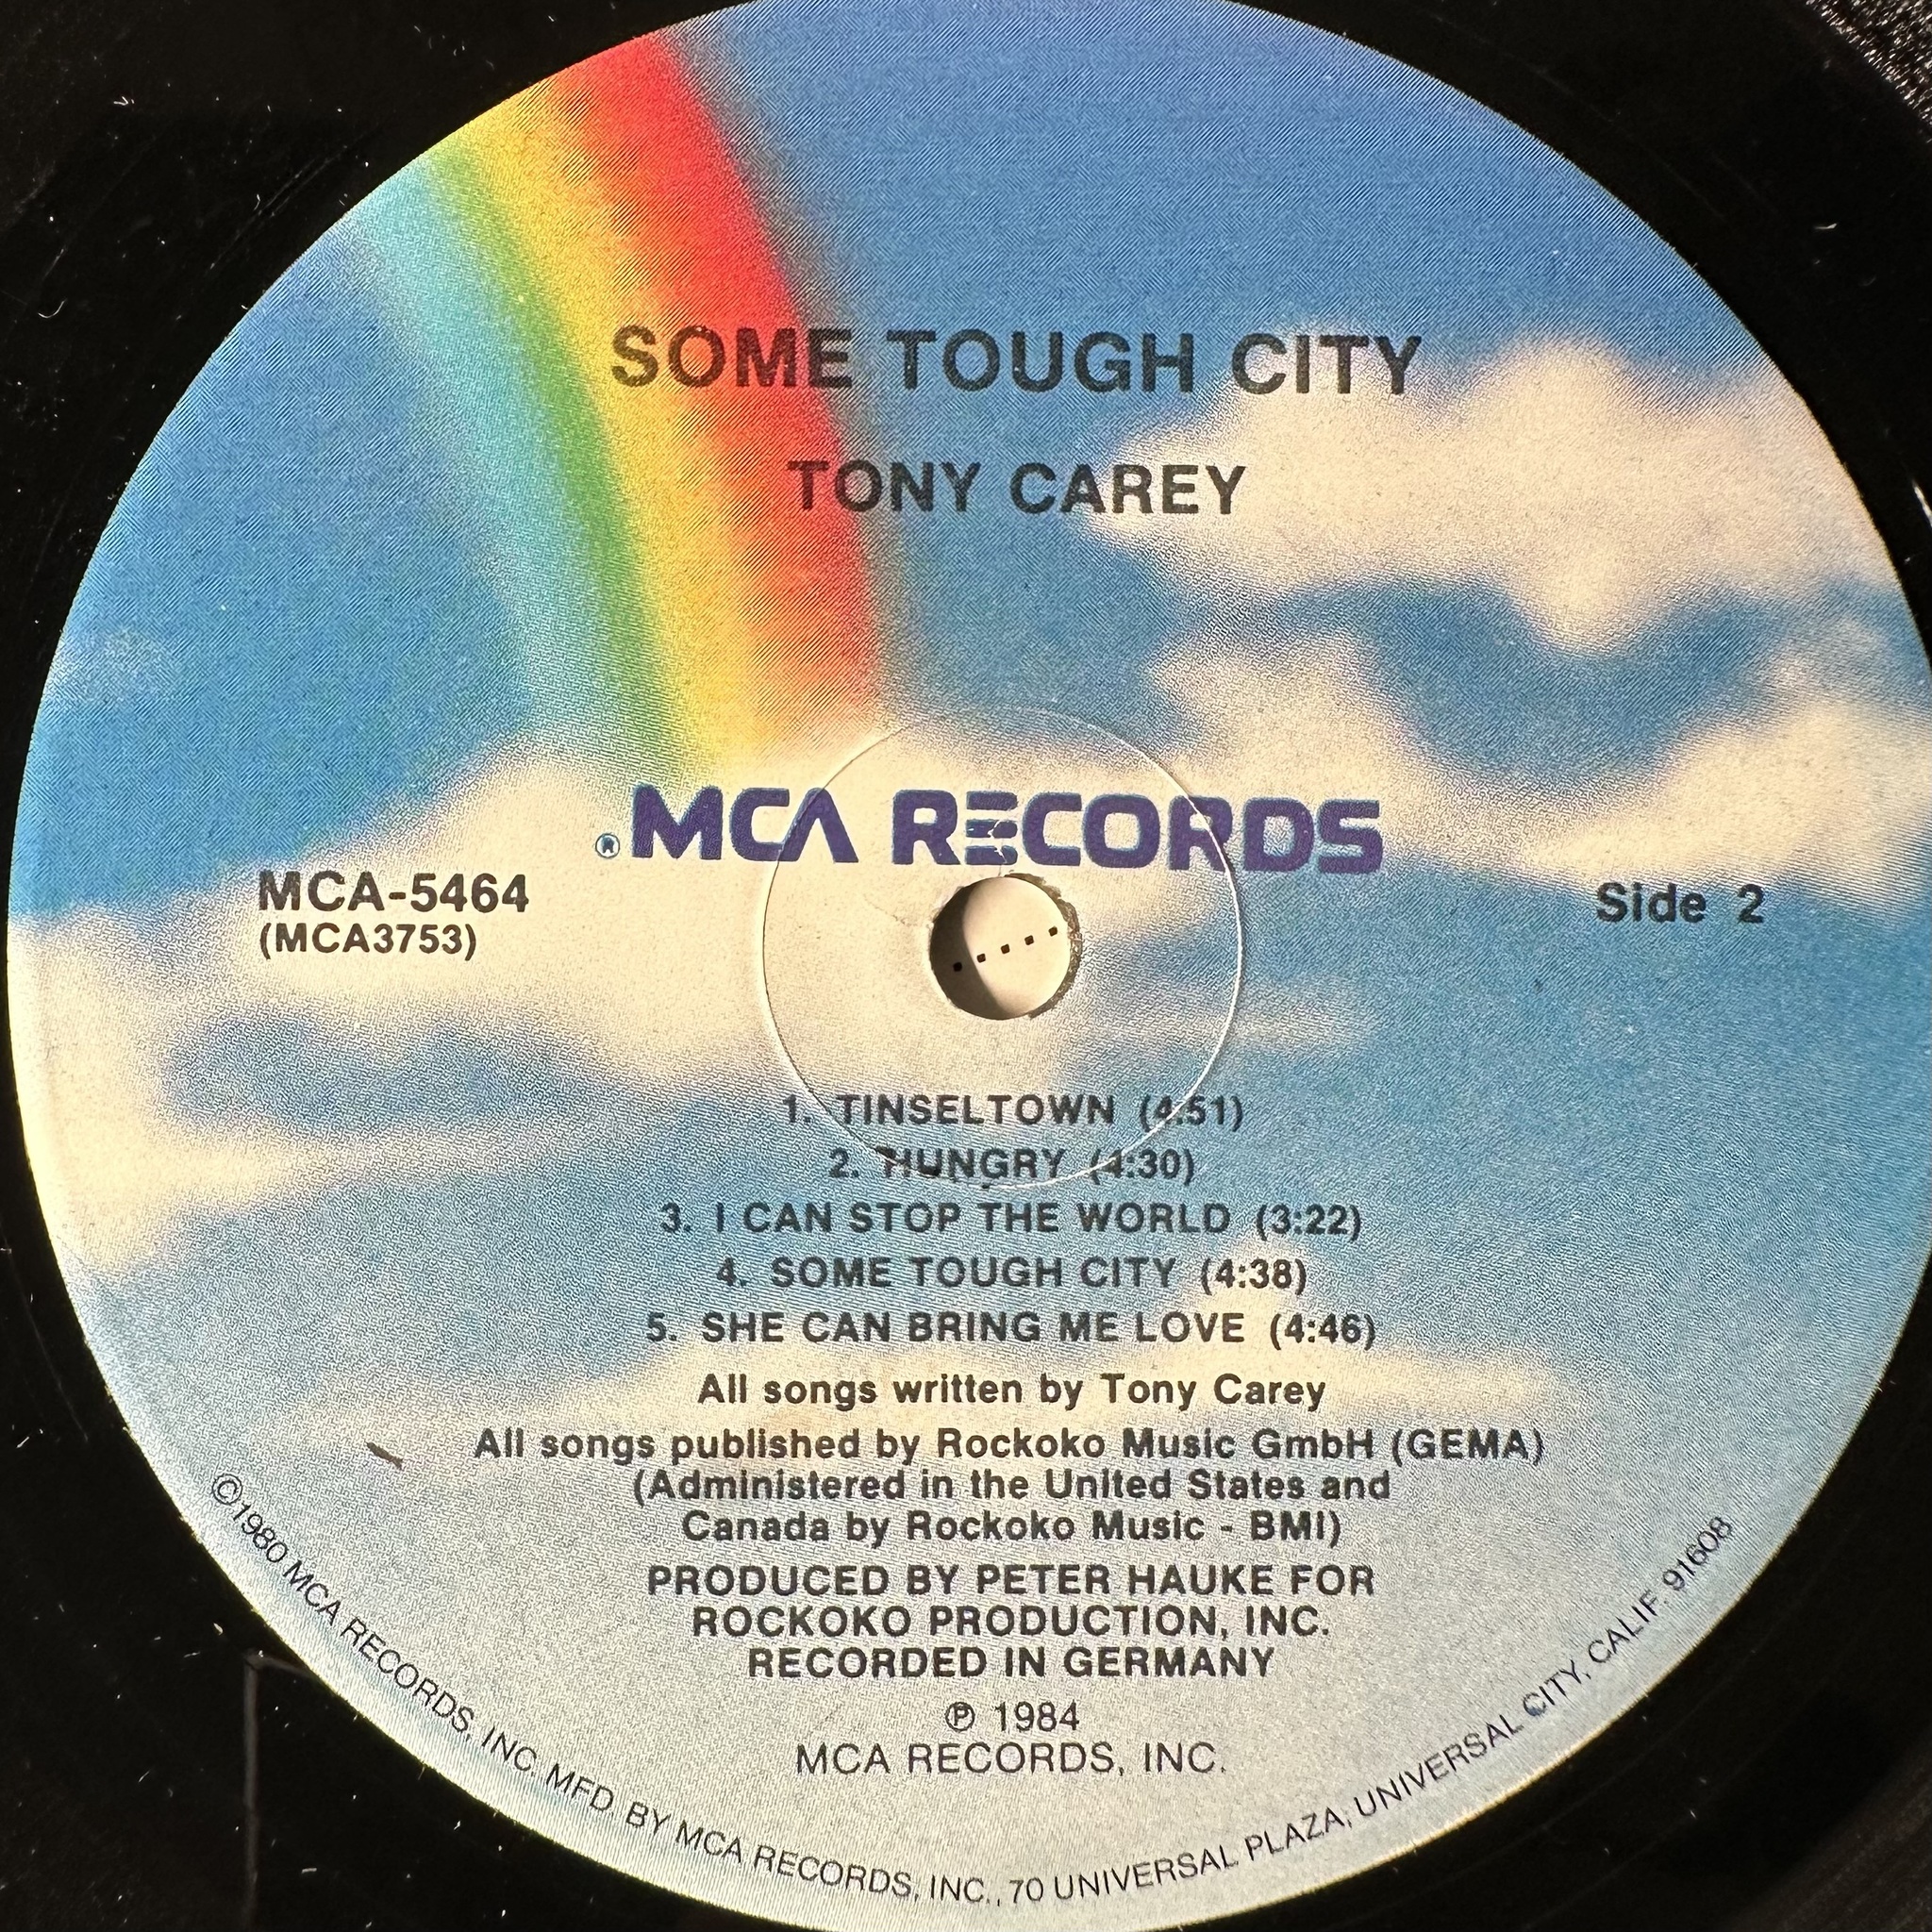 SOME TOUGH CITY
TONY CAREY
® MCA RECORDS
MCA-5464
(MCA3753)
Side 2
1. TINSELTOWN (4:51)
2. HUNGRY (4:30)
3. I CAN STOP THE WORLD (3:22)
4. SOME TOUGH CITY (4:38)
5. SHE CAN BRING ME LOVE (4:46)
All songs written by Tony Carey
All songs published by Rockoko Music GmbH (GEMA)
(Administered in the United States and
Canada by Rockoko Music - BMI)
PRODUCED BY PETER HAUKE FOR
ROCKOKO PRODUCTION, INC.
RECORDED IN GERMANY
℗ 1984
MCA RECORDS, INC.
©1980 MCA RECORDS, INC. MFD. BY MCA RECORDS, INC., 70 UNIVERSAL PLAZA, UNIVERSAL CITY, CALIF. 91608